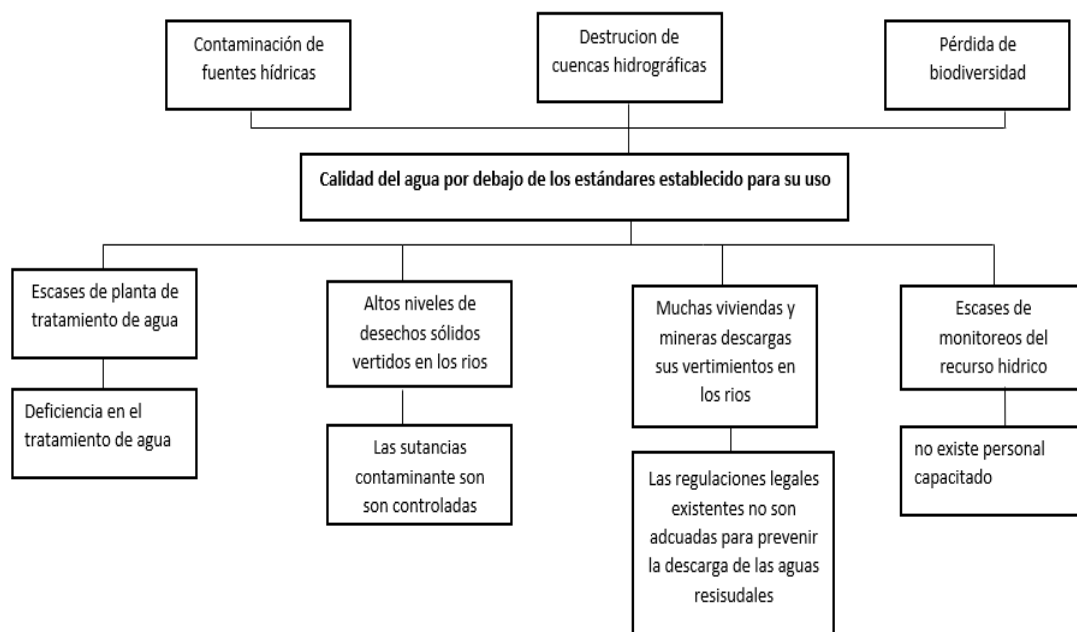 Contaminación de
fuentes hídricas
Destrucion de
cuencas hidrográficas
Pérdida de
biodiversidad
Calidad del agua por debajo de los estándares establecido para su uso
Escases de planta de
tratamiento de agua
Altos niveles de
desechos sólidos
vertidos en los rios
Muchas viviendas y
mineras descargas
sus vertimientos en
los rios
Escases de
monitoreos del
recurso hidrico
Deficiencia en el
tratamiento de agua
Las sutancias
contaminante son
son controladas
Las regulaciones legales
existentes no son
adcuadas para prevenir
la descarga de las aguas
resisudales
no existe personal
capacitado